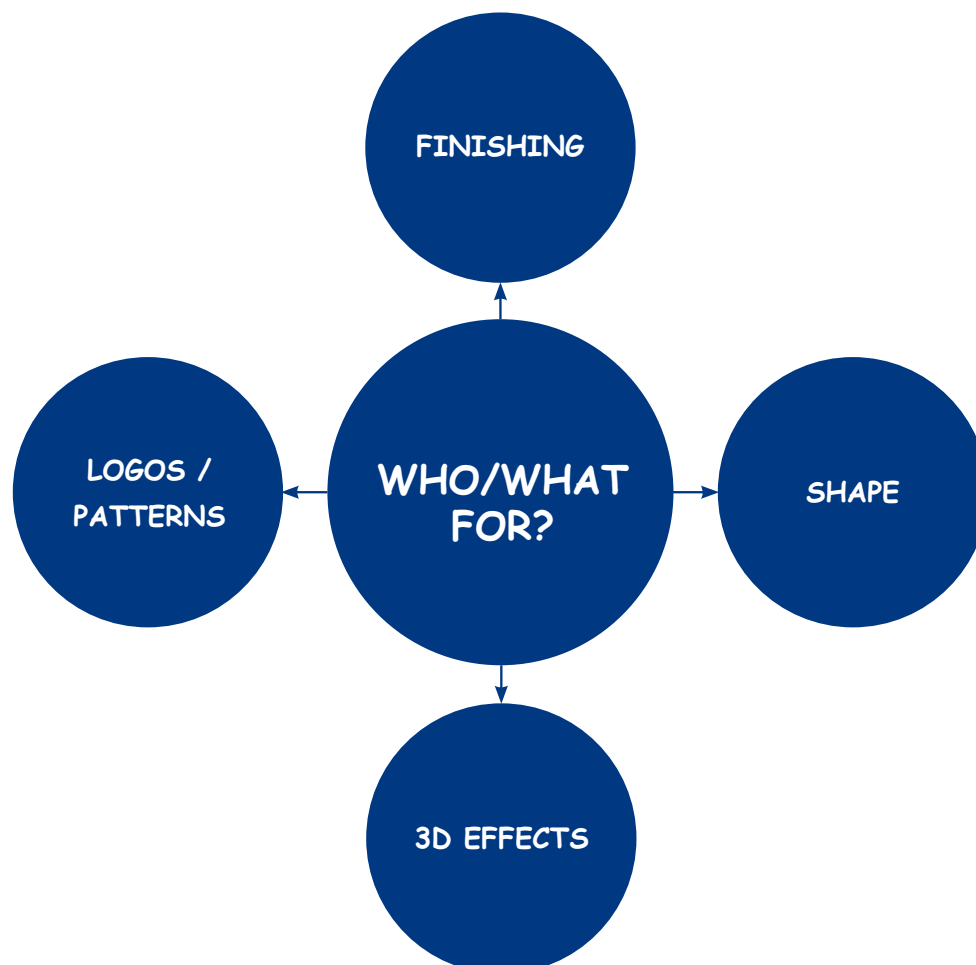 FINISHING
LOGOS /
PATTERNS
WHO/WHAT
FOR?
SHAPE
3D EFFECTS